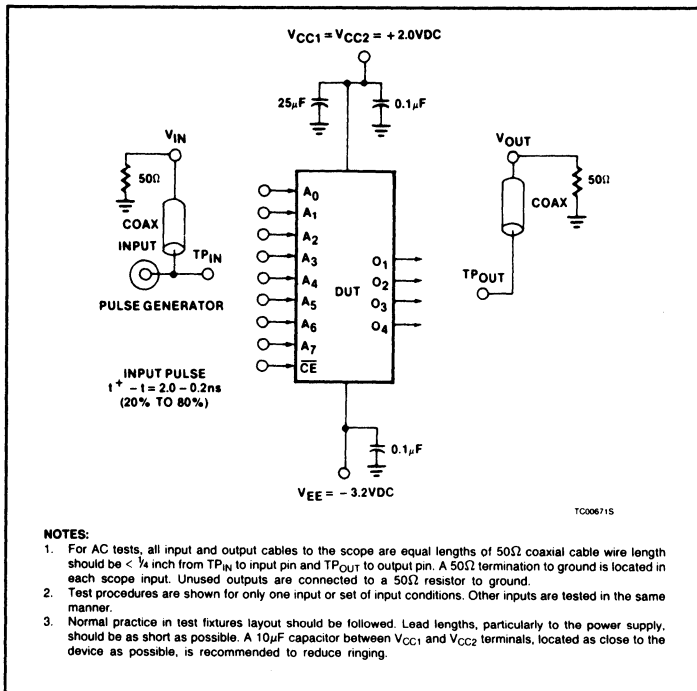 VCC1 = VCC2 = + 2.0VDC
25μF
0.1μF
VIN
50Ω
COAX
INPUT
TPIN
PULSE GENERATOR
INPUT PULSE
t+ - t = 2.0 - 0.2ns
(20% TO 80%)
A0
A1
A2
A3
A4
A5
A6
A7
CE
DUT
O1
O2
O3
O4
VOUT
50Ω
COAX
TPOUT
0.1μF
VEE = - 3.2VDC
TC00671S
NOTES:
1. For AC tests, all input and output cables to the scope are equal lengths of 50Ω coaxial cable wire length
should be < 1/4 inch from TPIN to input pin and TPOUT to output pin. A 50Ω termination to ground is located in
each scope input. Unused outputs are connected to a 50Ω resistor to ground.
2. Test procedures are shown for only one input or set of input conditions. Other inputs are tested in the same
manner.
3. Normal practice in test fixtures layout should be followed. Lead lengths, particularly to the power supply,
should be as short as possible. A 10μF capacitor between VCC1 and VCC2 terminals, located as close to the
device as possible, is recommended to reduce ringing.